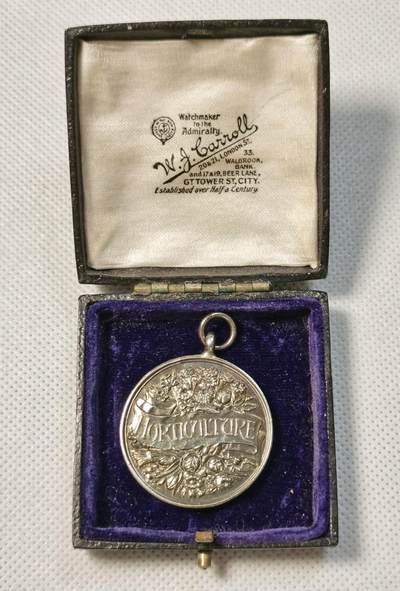 Watchmaker
to the
Admiralty.
W. J. Carroll
20&21, LONDON ST.
33,
WALBROOK,
BANK
and 17&19, BEER LANE,
GT TOWER ST, CITY.
Established over Half a Century.
HORTICULTURE